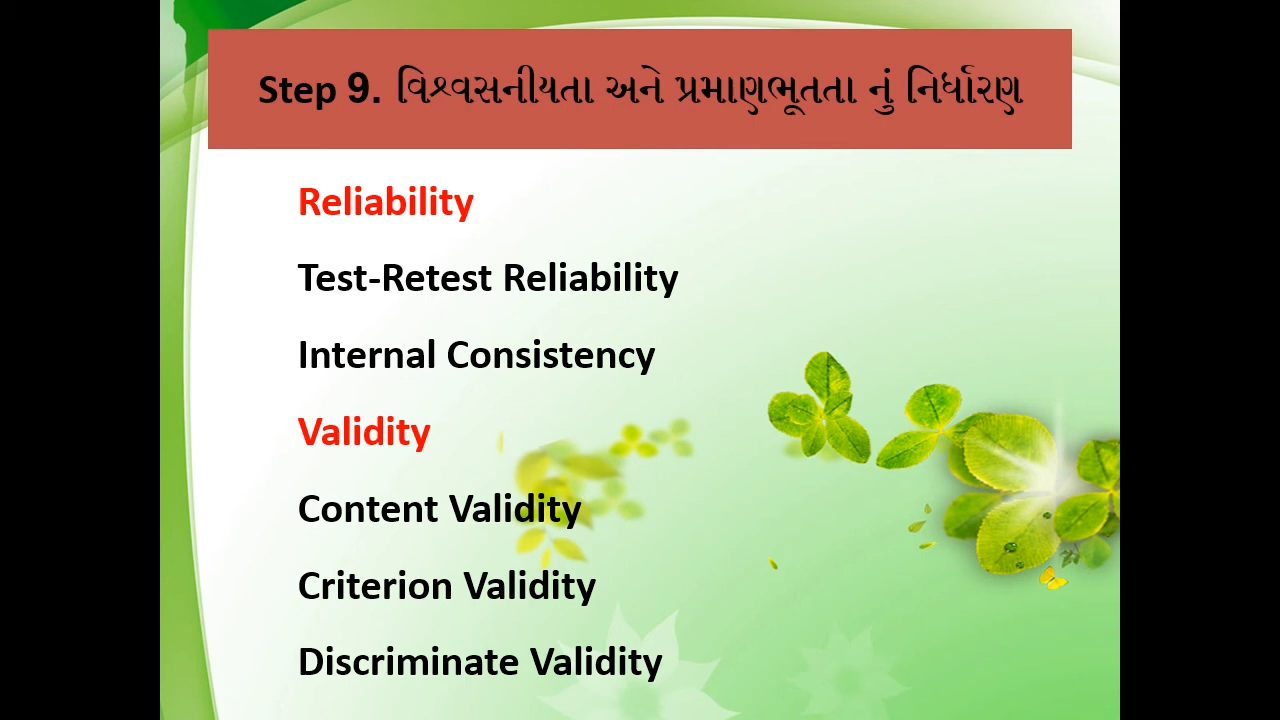 Step 9. વિશ્વસનીયતા અને પ્રમાણભૂતતા નું નિર્ધારણ
Reliability
Test-Retest Reliability
Internal Consistency
Validity
Content Validity
Criterion Validity
Discriminate Validity